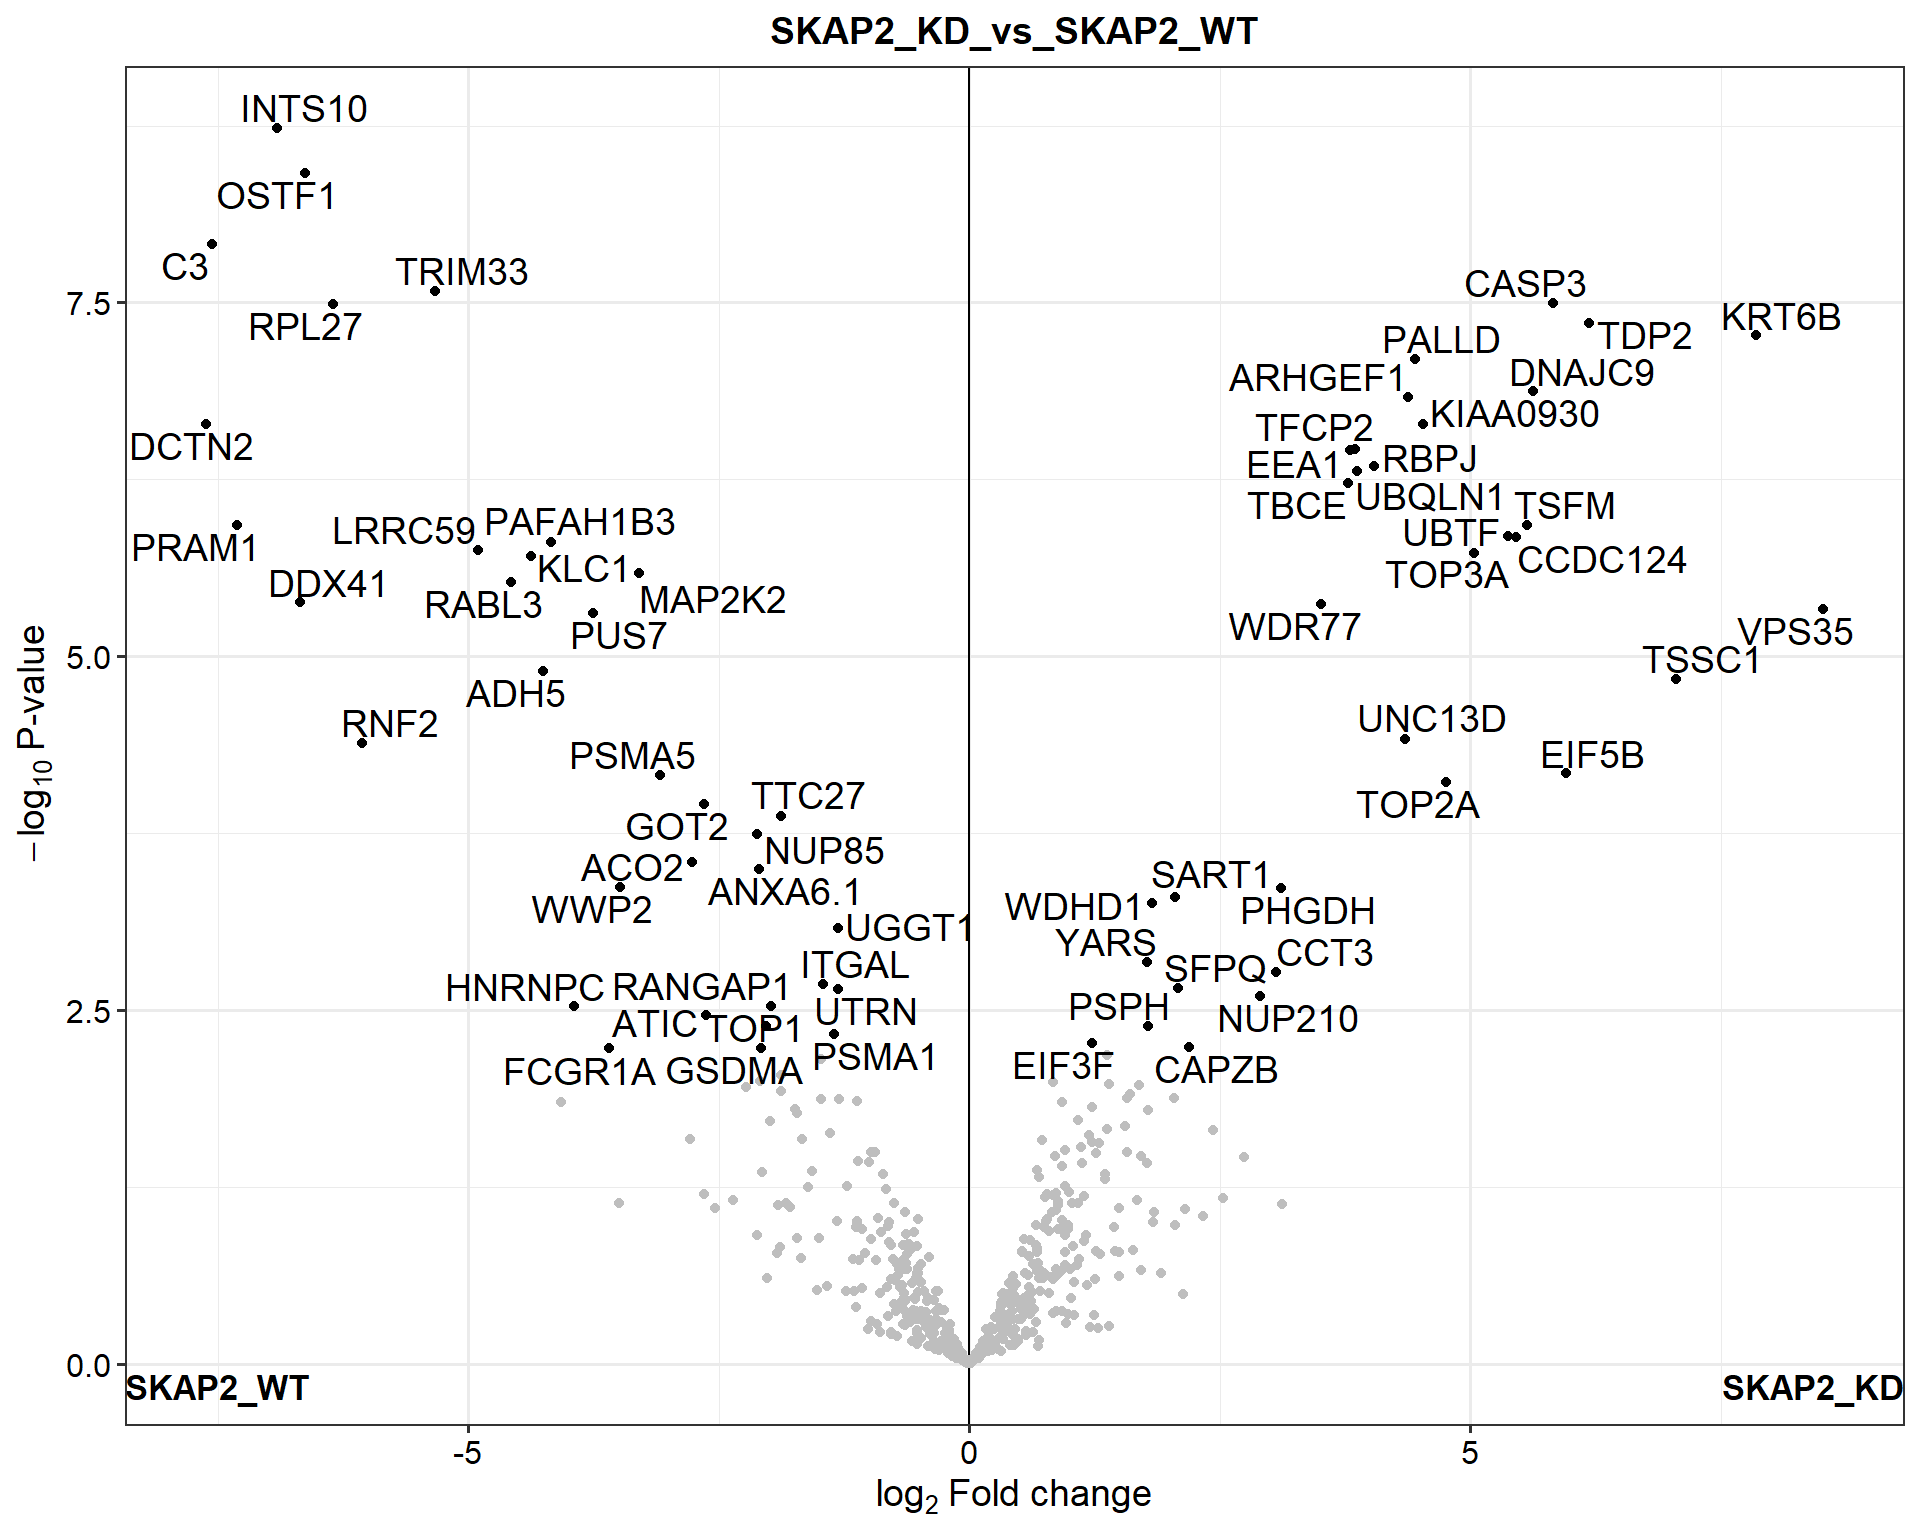 SKAP2_KD_vs_SKAP2_WT
INTS10
OSTF1
C3
TRIM33
RPL27
CASP3
KRT6B
TDP2
PALLD
DNAJC9
ARHGEF1
KIAA0930
TFCP2
DCTN2
RBPJ
EEA1
UBQLN1
TBCE
TSFM
LRRC59
PAFAH1B3
UBTF
PRAM1
CCDC124
KLC1
TOP3A
DDX41
MAP2K2
RABL3
WDR77
PUS7
VPS35
TSSC1
ADH5
RNF2
UNC13D
PSMA5
EIF5B
TTC27
TOP2A
GOT2
NUP85
ACO2
SART1
ANXA6.1
WWP2
WDHD1
PHGDH
UGGT1
YARS
CCT3
ITGAL
SFPQ
HNRNPC
RANGAP1
PSPH
UTRN
NUP210
ATIC
TOP1
PSMA1
EIF3F
CAPZB
FCGR1A
GSDMA
7.5
5.0
2.5
0.0
−log10 P-value
SKAP2_WT
SKAP2_KD
-5
0
5
log2 Fold change